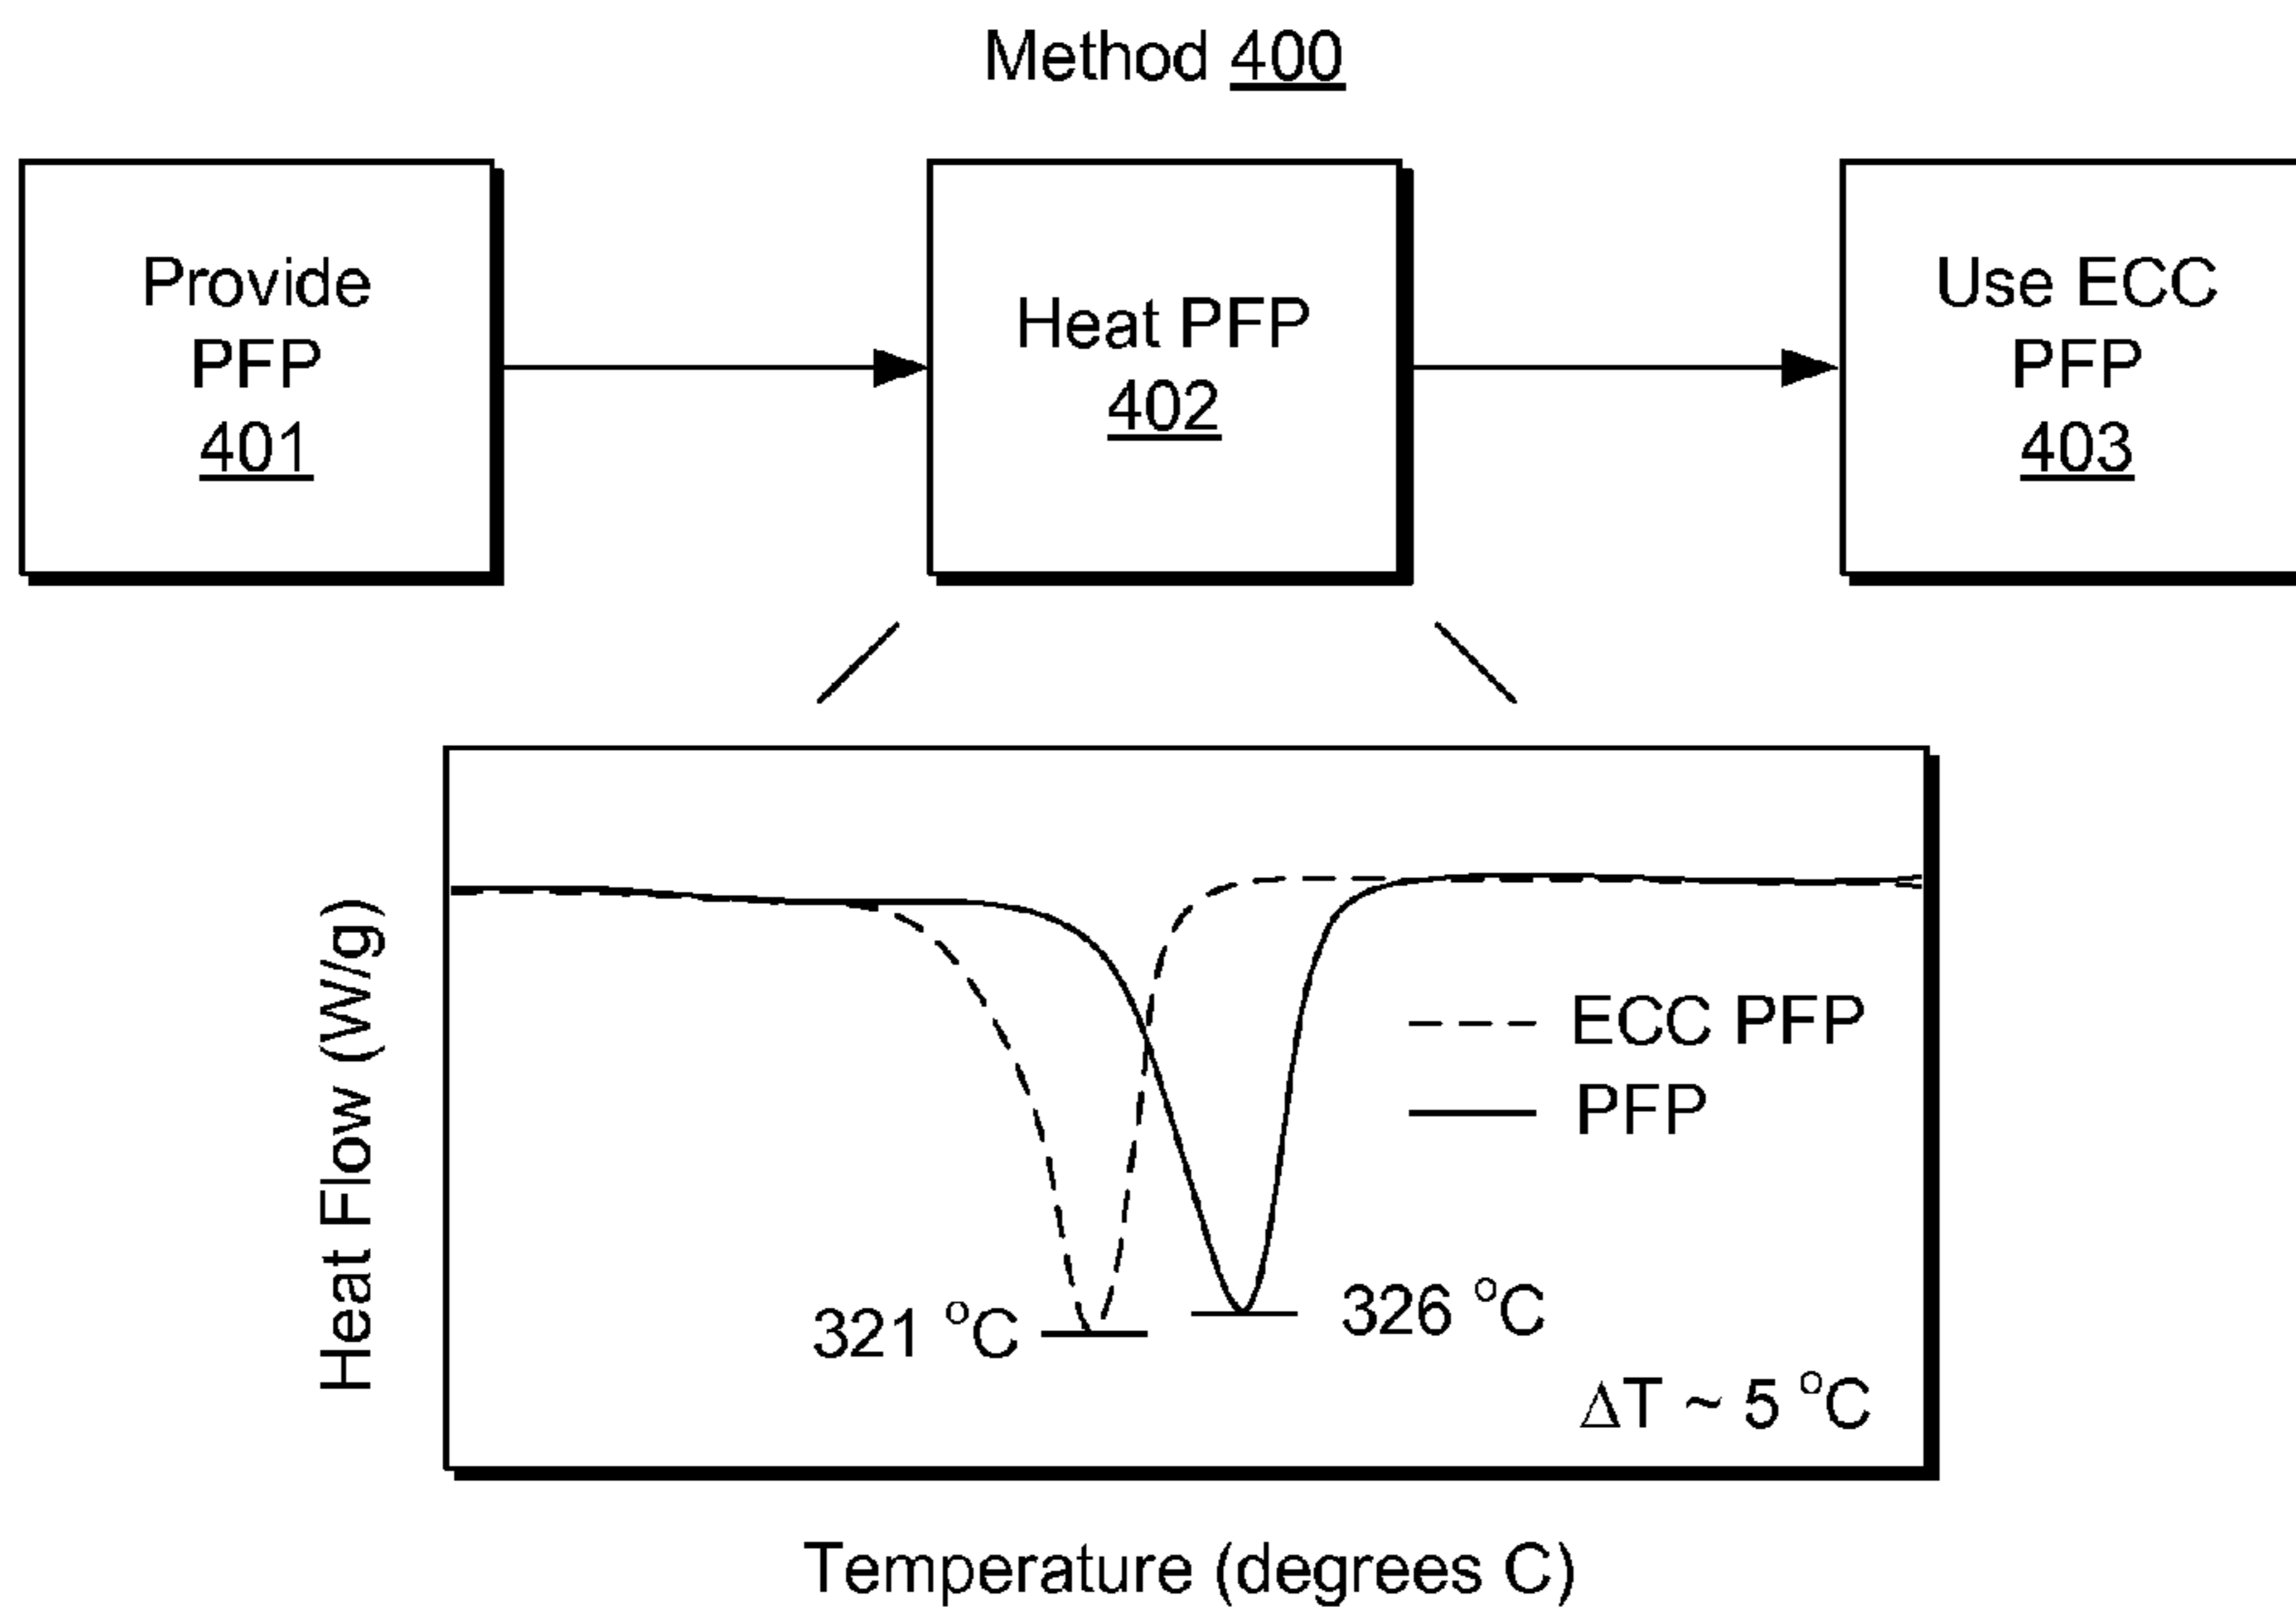 Method 400
Provide
PFP
401
Heat PFP
402
Use ECC
PFP
403
Heat Flow (W/g)
ECC PFP
PFP
321 °C
326 °C
ΔT ~ 5 °C
Temperature (degrees C)